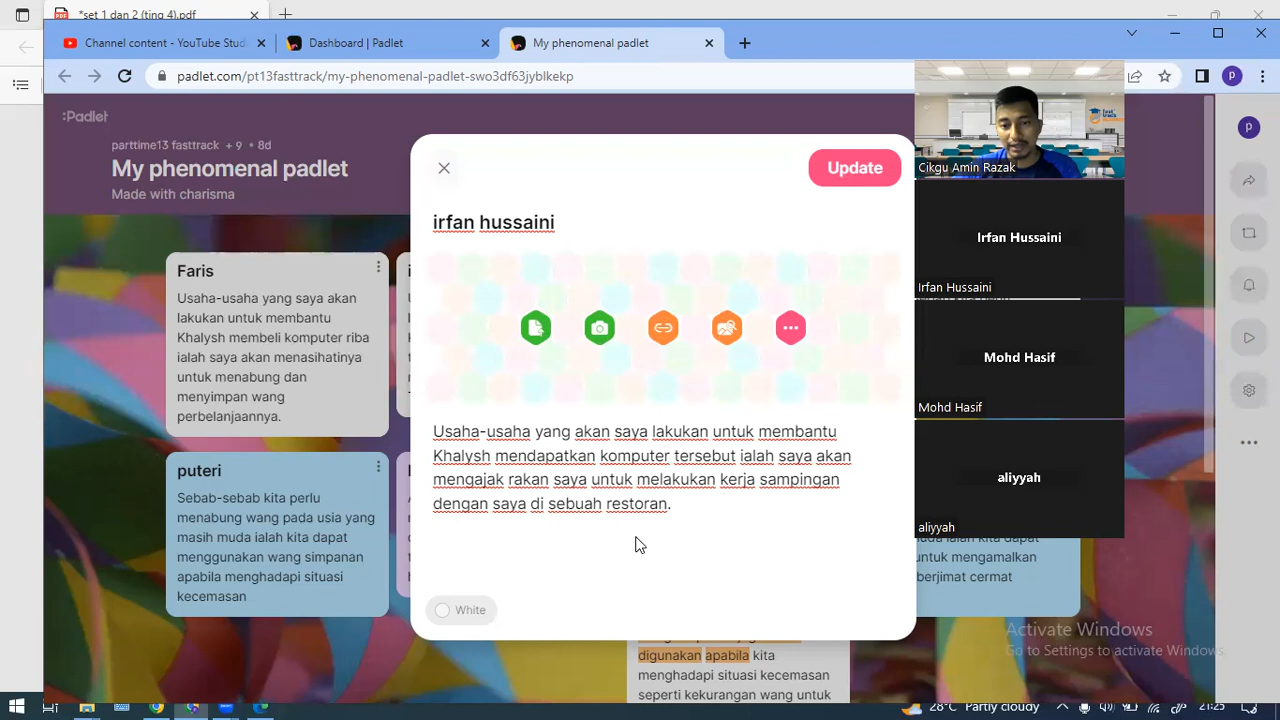 "set 1 dan 2 (ting 4).pdf
Channel content - YouTube Stud
Dashboard | Padlet
My phenomenal padlet
padlet.com/pt13fasttrack/my-phenomenal-padlet-swo3df63jyblkekp
P
:Padlet
parttime13 fasttrack + 9 • 8d
My phenomenal padlet
Made with charisma
Faris
Usaha-usaha yang saya akan
lakukan untuk membantu
Khalysh membeli komputer riba
ialah saya akan menasihatinya
untuk menabung dan
menyimpan wang
perbelanjaannya.
puteri
Sebab-sebab kita perlu
menabung wang pada usia yang
masih muda ialah kita dapat
menggunakan wang simpanan
apabila menghadapi situasi
kecemasan
Update
irfan hussaini
Usaha-usaha yang akan saya lakukan untuk membantu
Khalysh mendapatkan komputer tersebut ialah saya akan
mengajak rakan saya untuk melakukan kerja sampingan
dengan saya di sebuah restoran.
White
digunakan apabila kita
menghadapi situasi kecemasan
seperti kekurangan wang untuk
untuk mengamalkan
berjimat cermat
Cikgu Amin Razak
Irfan Hussaini
Irfan Hussaini
Mohd Hasif
Mohd Hasif
aliyyah
aliyyah
P
Activate Windows
Go to Settings to activate Windows.
28°C Partly cloudy
21:25